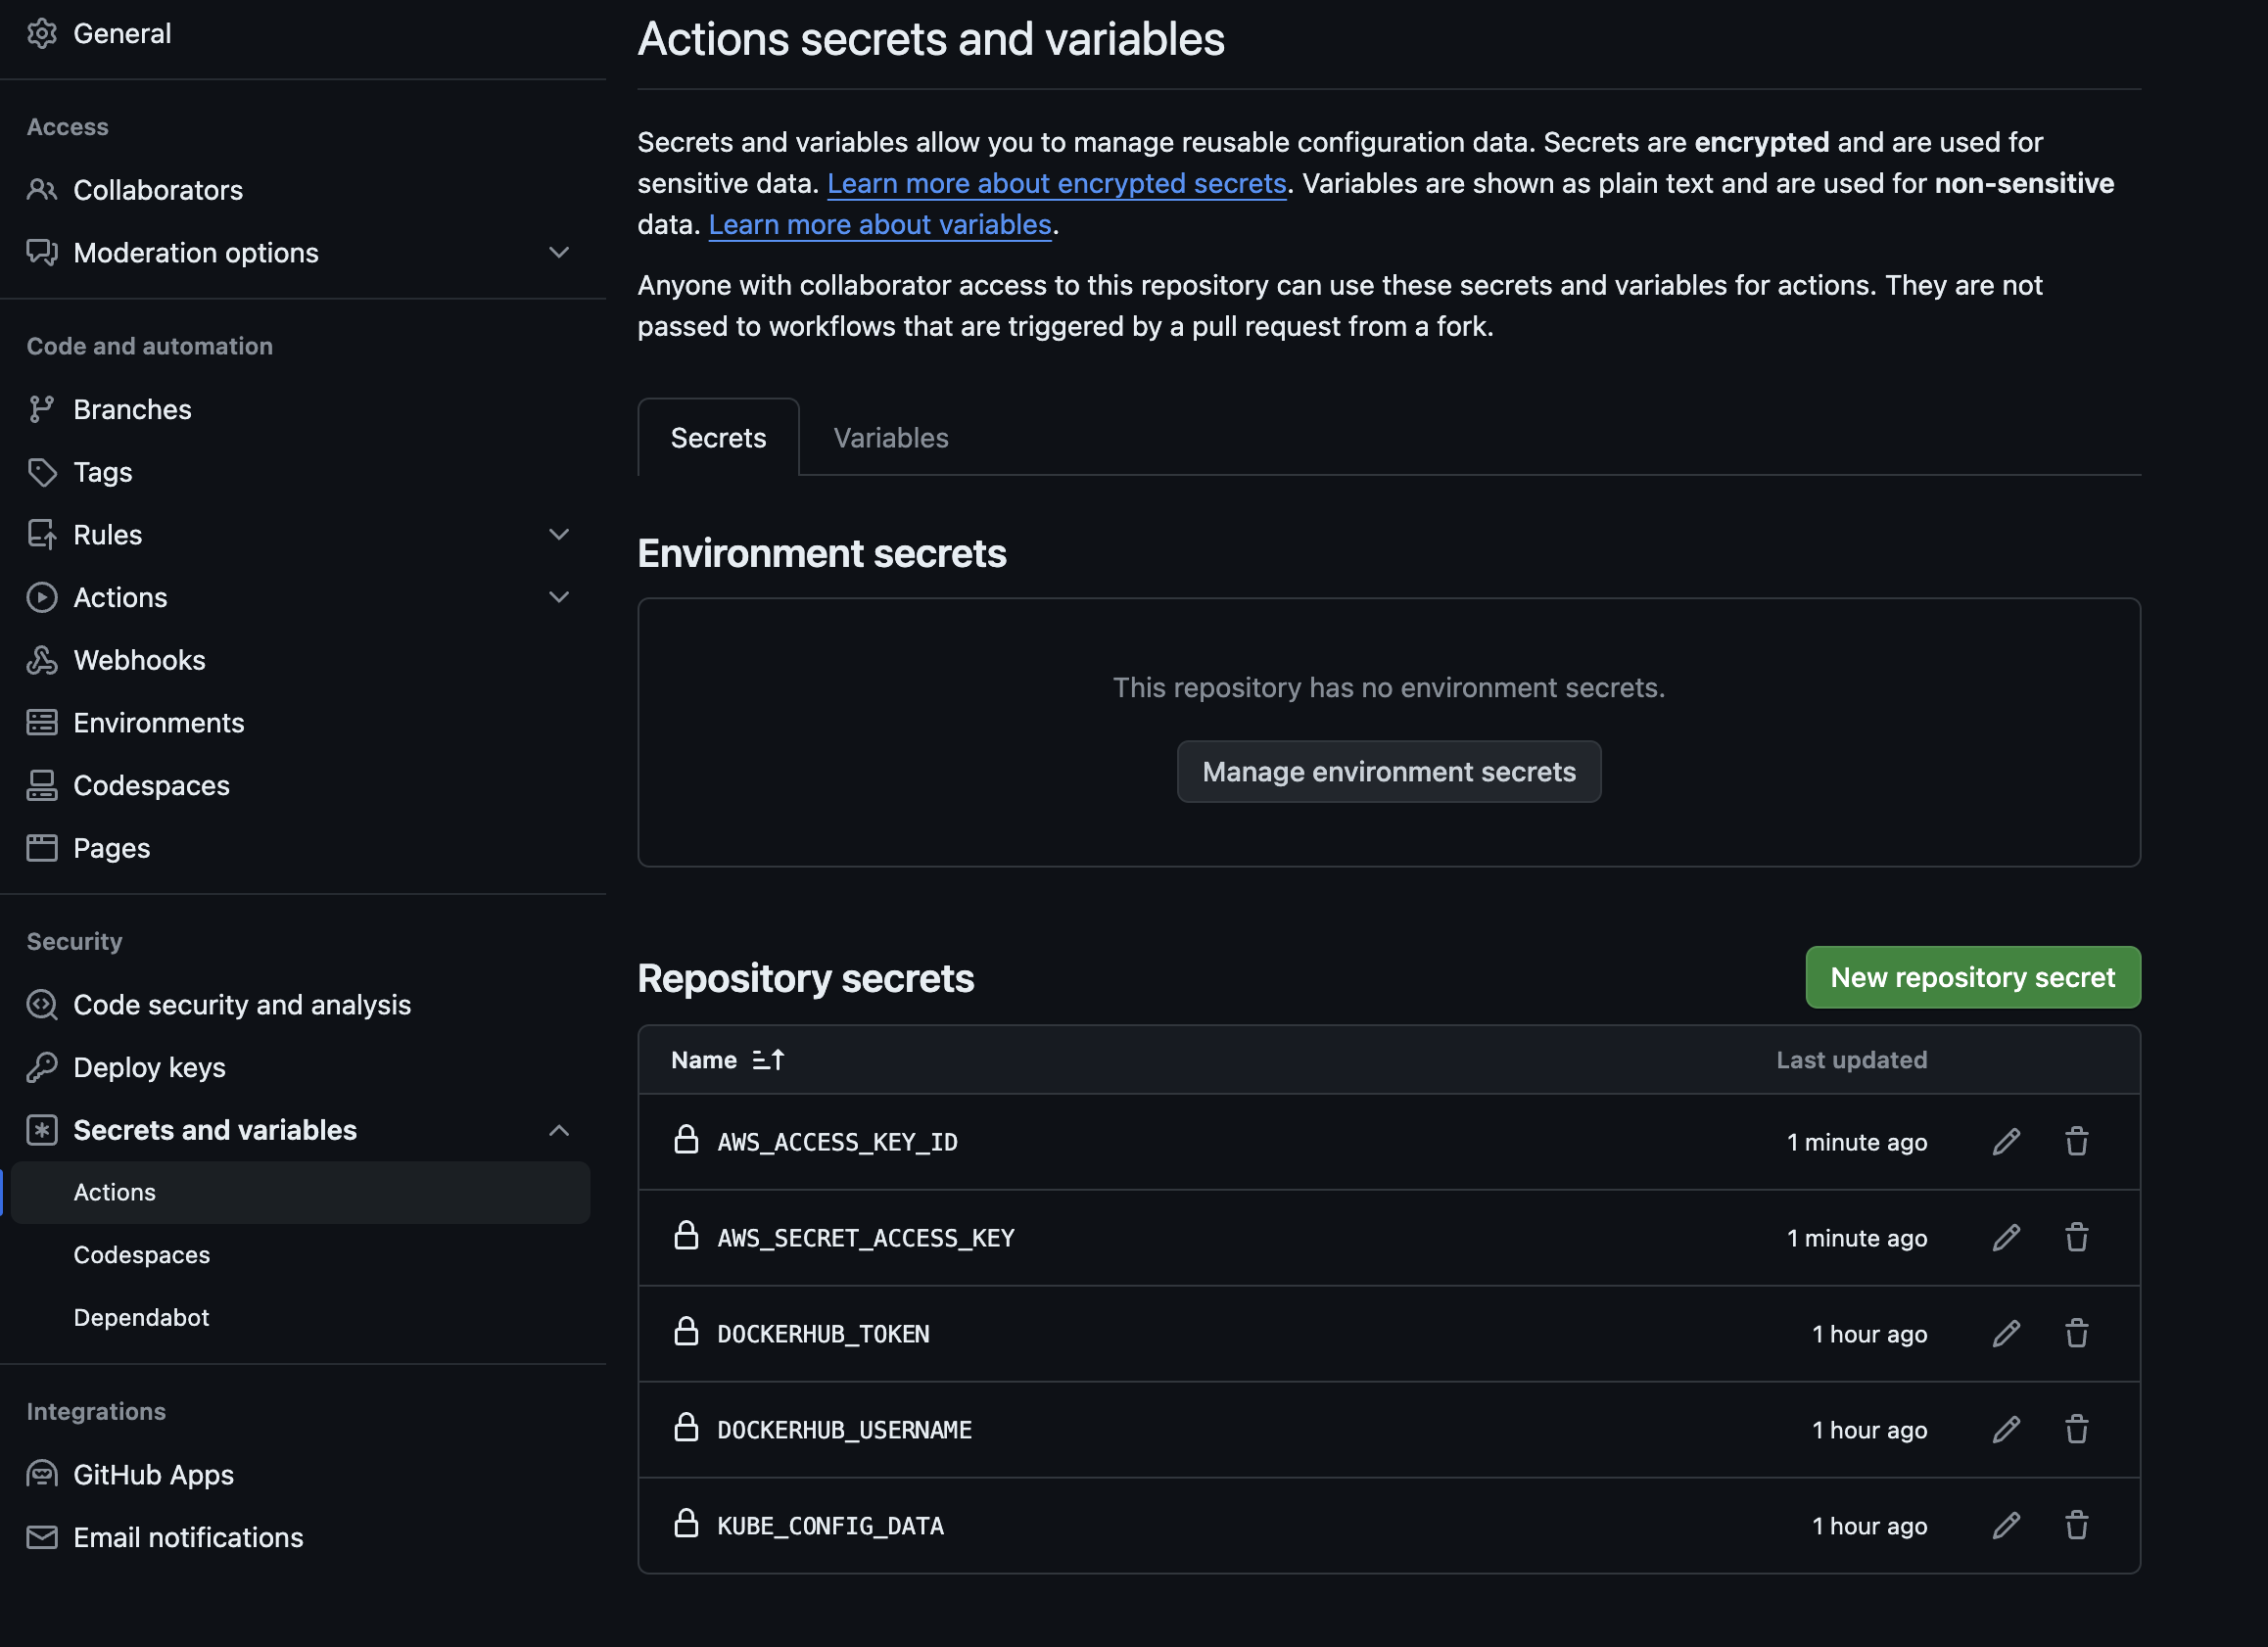 General
Access
Collaborators
Moderation options
Code and automation
Branches
Tags
Rules
Actions
Webhooks
Environments
Codespaces
Pages
Security
Code security and analysis
Deploy keys
Secrets and variables
Actions
Codespaces
Dependabot
Integrations
GitHub Apps
Email notifications
Actions secrets and variables
Secrets and variables allow you to manage reusable configuration data. Secrets are encrypted and are used for
sensitive data. Learn more about encrypted secrets. Variables are shown as plain text and are used for non-sensitive
data. Learn more about variables.
Anyone with collaborator access to this repository can use these secrets and variables for actions. They are not
passed to workflows that are triggered by a pull request from a fork.
Secrets Variables
Environment secrets
This repository has no environment secrets.
Manage environment secrets
Repository secrets New repository secret
Name Last updated
AWS_ACCESS_KEY_ID 1 minute ago
AWS_SECRET_ACCESS_KEY 1 minute ago
DOCKERHUB_TOKEN 1 hour ago
DOCKERHUB_USERNAME 1 hour ago
KUBE_CONFIG_DATA 1 hour ago